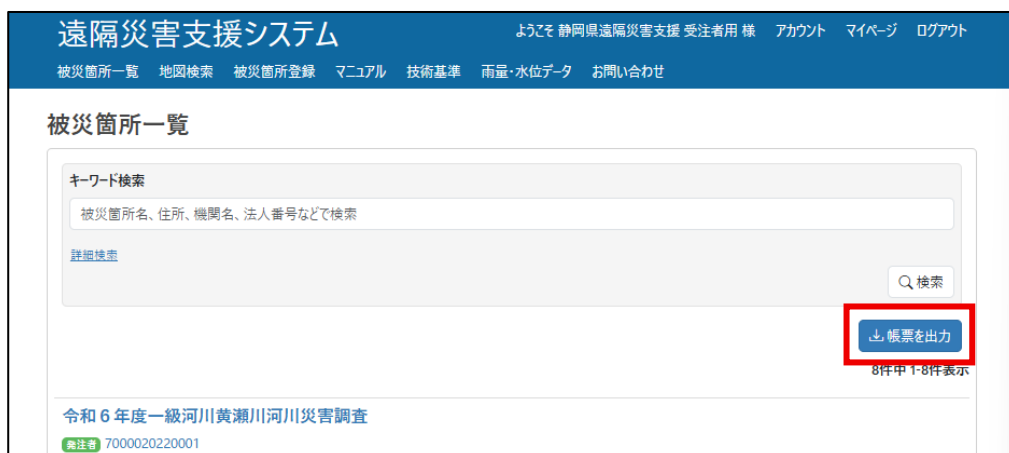 遠隔災害支援システム
ようこそ 静岡県遠隔災害支援 受注者用 様 アカウント マイページ ログアウト
被災箇所一覧 地図検索 被災箇所登録 マニュアル 技術基準 雨量・水位データ お問い合わせ
被災箇所一覧
キーワード検索
被災箇所名、住所、機関名、法人番号などで検索
詳細検索
検索
帳票を出力
8件中 1-8件表示
令和6年度一級河川黄瀬川河川災害調査
発注者 7000020220001